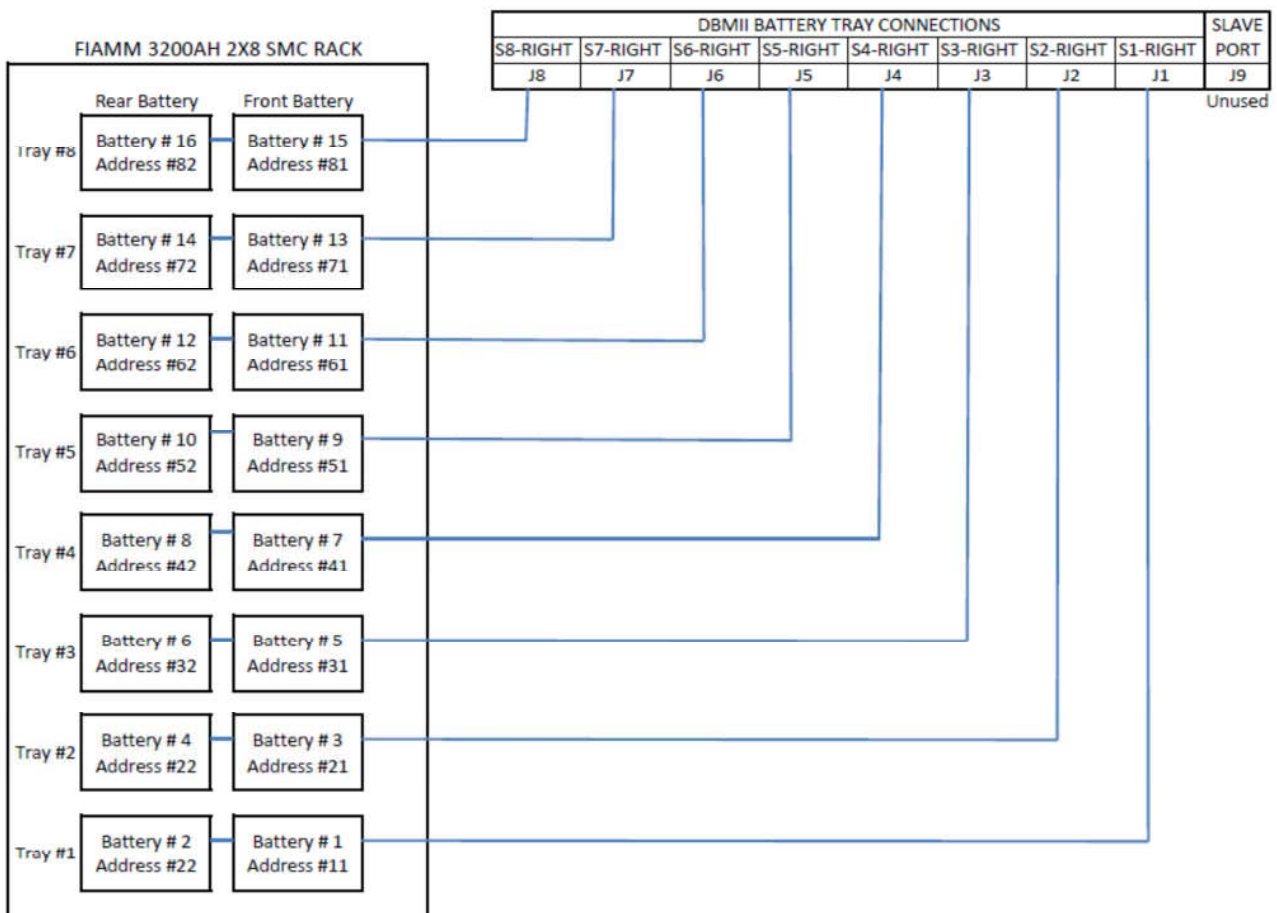 DBMII BATTERY TRAY CONNECTIONS SLAVE
FIAMM 3200AH 2X8 SMC RACK
S8-RIGHT S7-RIGHT S6-RIGHT S5-RIGHT S4-RIGHT S3-RIGHT S2-RIGHT S1-RIGHT PORT
J8 J7 J6 J5 J4 J3 J2 J1 J9
Unused
Rear Battery Front Battery
Tray #8
Battery # 16
Address #82
Battery # 15
Address #81
Tray #7
Battery # 14
Address #72
Battery # 13
Address #71
Tray #6
Battery # 12
Address #62
Battery # 11
Address #61
Tray #5
Battery # 10
Address #52
Battery # 9
Address #51
Tray #4
Battery # 8
Address #42
Battery # 7
Address #41
Tray #3
Battery # 6
Address #32
Battery # 5
Address #31
Tray #2
Battery # 4
Address #22
Battery # 3
Address #21
Tray #1
Battery # 2
Address #22
Battery # 1
Address #11